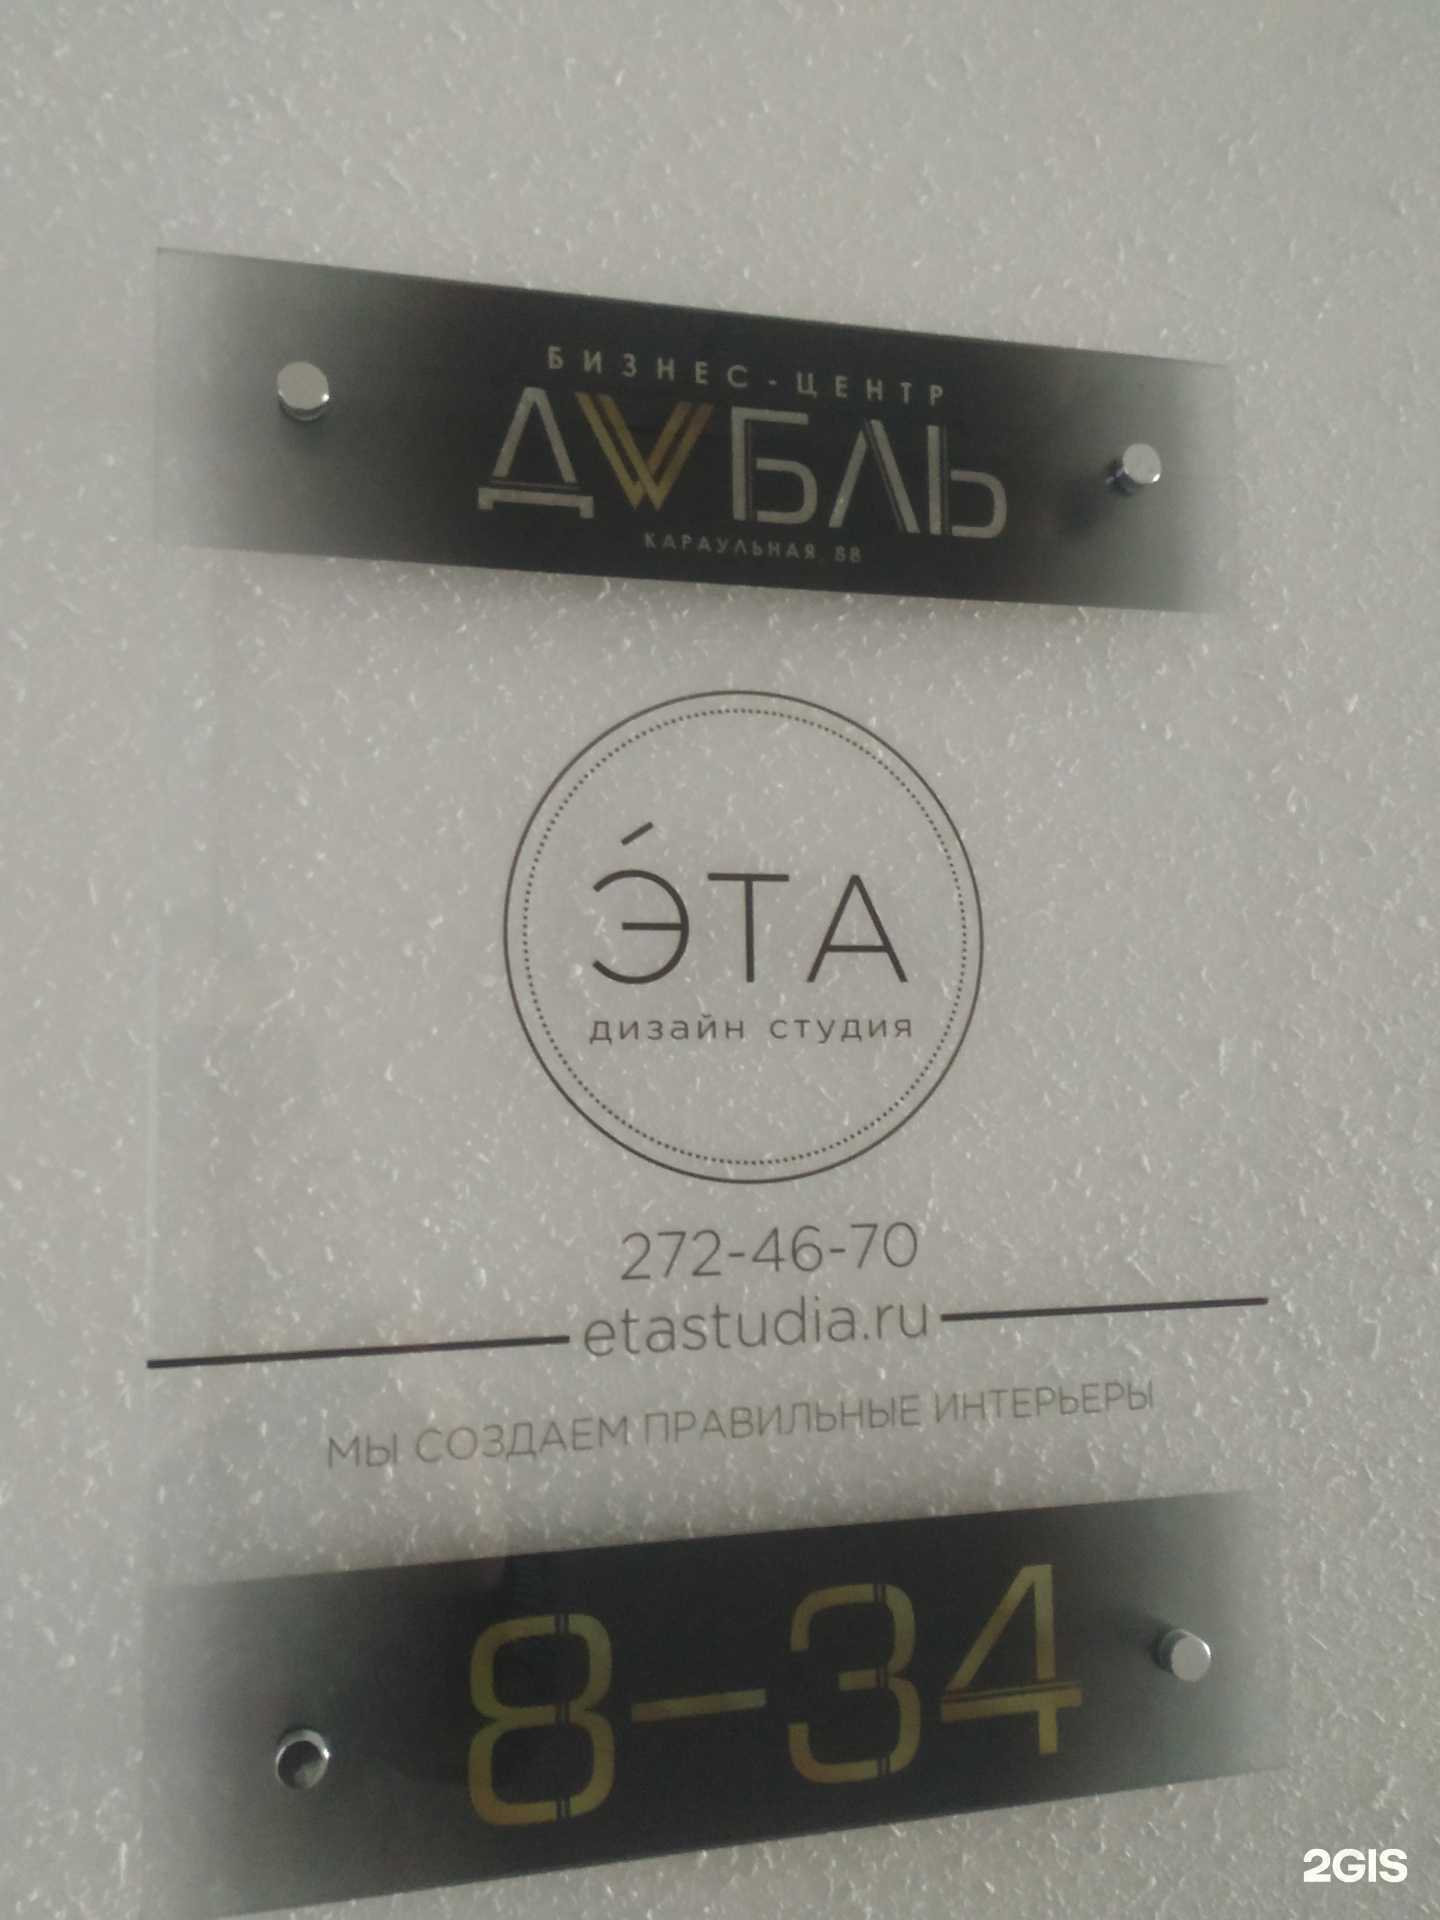 БИЗНЕС-ЦЕНТР
ДУБЛЬ
КАРАУЛЬНАЯ, 88
ЭТА
дизайн студия
272-46-70
etastudia.ru
МЫ СОЗДАЕМ ПРАВИЛЬНЫЕ ИНТЕРЬЕРЫ
8-34
2GIS